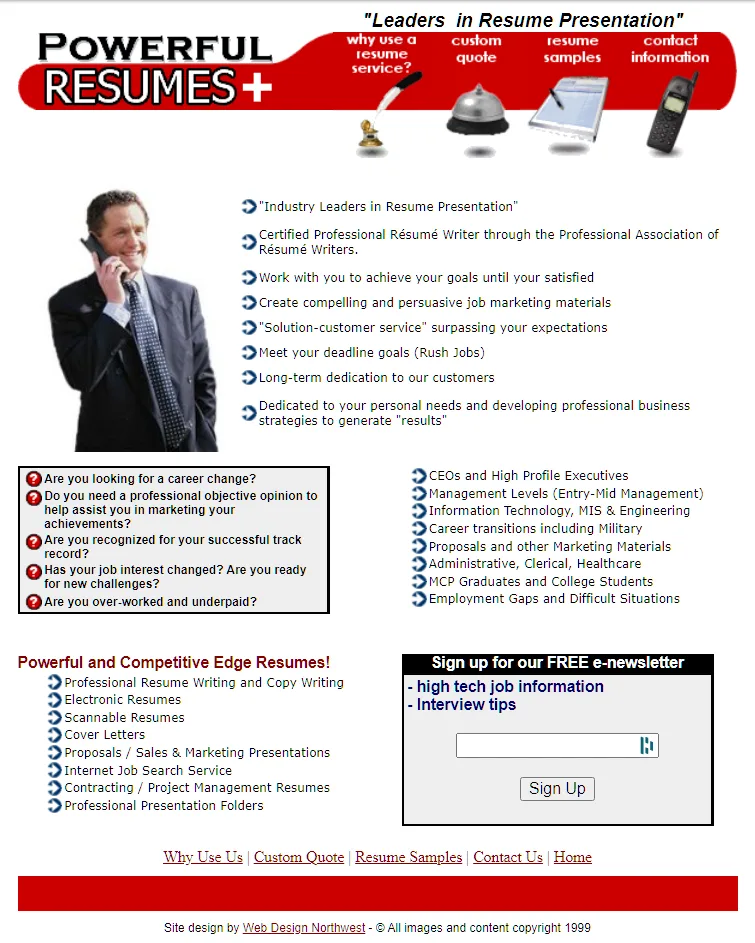 "Leaders in Resume Presentation"
POWERFUL
RESUMES+
why use a
resume
service?
custom
quote
resume
samples
contact
information
"Industry Leaders in Resume Presentation"
Certified Professional Résumé Writer through the Professional Association of
Résumé Writers.
Work with you to achieve your goals until your satisfied
Create compelling and persuasive job marketing materials
"Solution-customer service" surpassing your expectations
Meet your deadline goals (Rush Jobs)
Long-term dedication to our customers
Dedicated to your personal needs and developing professional business
strategies to generate "results"
Are you looking for a career change?
Do you need a professional objective opinion to
help assist you in marketing your
achievements?
Are you recognized for your successful track
record?
Has your job interest changed? Are you ready
for new challenges?
Are you over-worked and underpaid?
CEOs and High Profile Executives
Management Levels (Entry-Mid Management)
Information Technology, MIS & Engineering
Career transitions including Military
Proposals and other Marketing Materials
Administrative, Clerical, Healthcare
MCP Graduates and College Students
Employment Gaps and Difficult Situations
Powerful and Competitive Edge Resumes!
Professional Resume Writing and Copy Writing
Electronic Resumes
Scannable Resumes
Cover Letters
Proposals / Sales & Marketing Presentations
Internet Job Search Service
Contracting / Project Management Resumes
Professional Presentation Folders
Sign up for our FREE e-newsletter
- high tech job information
- Interview tips
Sign Up
Why Use Us | Custom Quote | Resume Samples | Contact Us | Home
Site design by Web Design Northwest - © All images and content copyright 1999